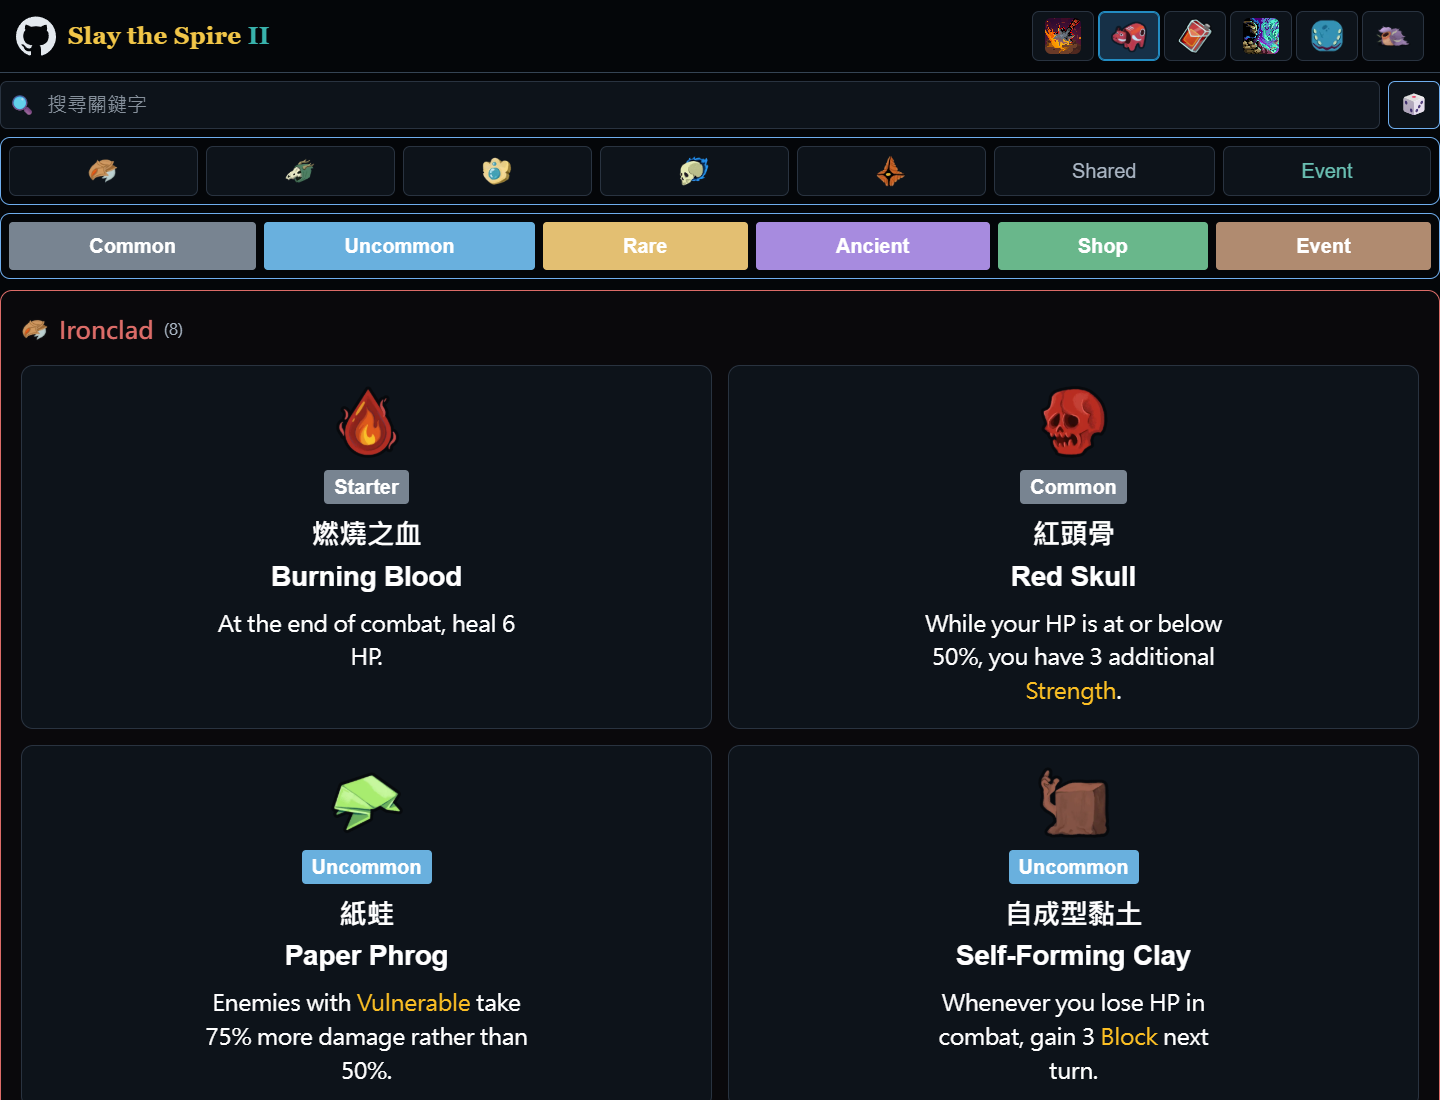 Slay the Spire II
搜尋關鍵字
Shared
Event
Common
Uncommon
Rare
Ancient
Shop
Event
Ironclad (8)
Starter
燃燒之血
Burning Blood
At the end of combat, heal 6
HP.
Common
紅頭骨
Red Skull
While your HP is at or below
50%, you have 3 additional
Strength.
Uncommon
紙蛙
Paper Phrog
Enemies with Vulnerable take
75% more damage rather than
50%.
Uncommon
自成型黏土
Self-Forming Clay
Whenever you lose HP in
combat, gain 3 Block next
turn.